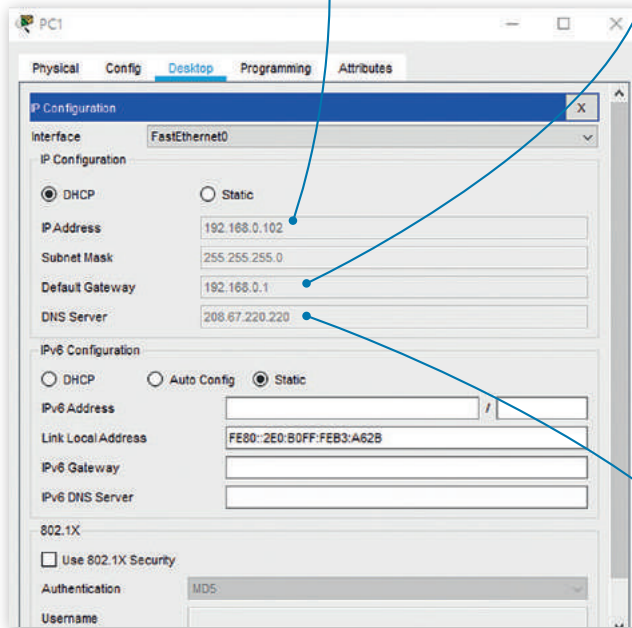 PC1
Physical Config Desktop Programming Attributes
IP Configuration X
Interface FastEthernet0
IP Configuration
DHCP Static
IP Address 192.168.0.102
Subnet Mask 255.255.255.0
Default Gateway 192.168.0.1
DNS Server 208.67.220.220
IPv6 Configuration
DHCP Auto Config Static
IPv6 Address /
Link Local Address FE80::2E0:B0FF:FEB3:A62B
IPv6 Gateway
IPv6 DNS Server
802.1X
Use 802.1X Security
Authentication MD5
Username